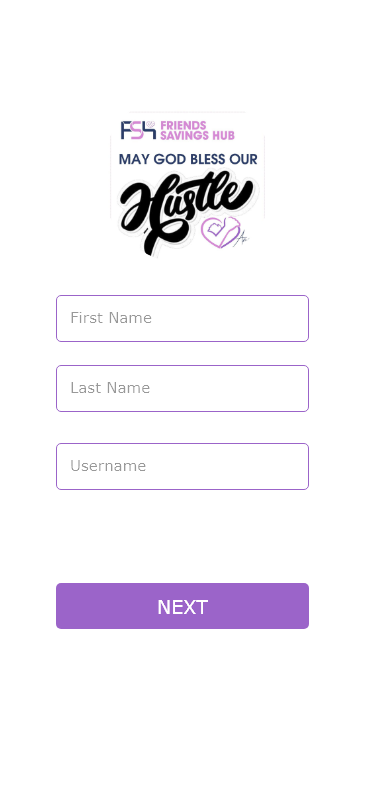 FSH FRIENDS
SAVINGS HUB
MAY GOD BLESS OUR
Hustle
First Name
Last Name
Username
NEXT